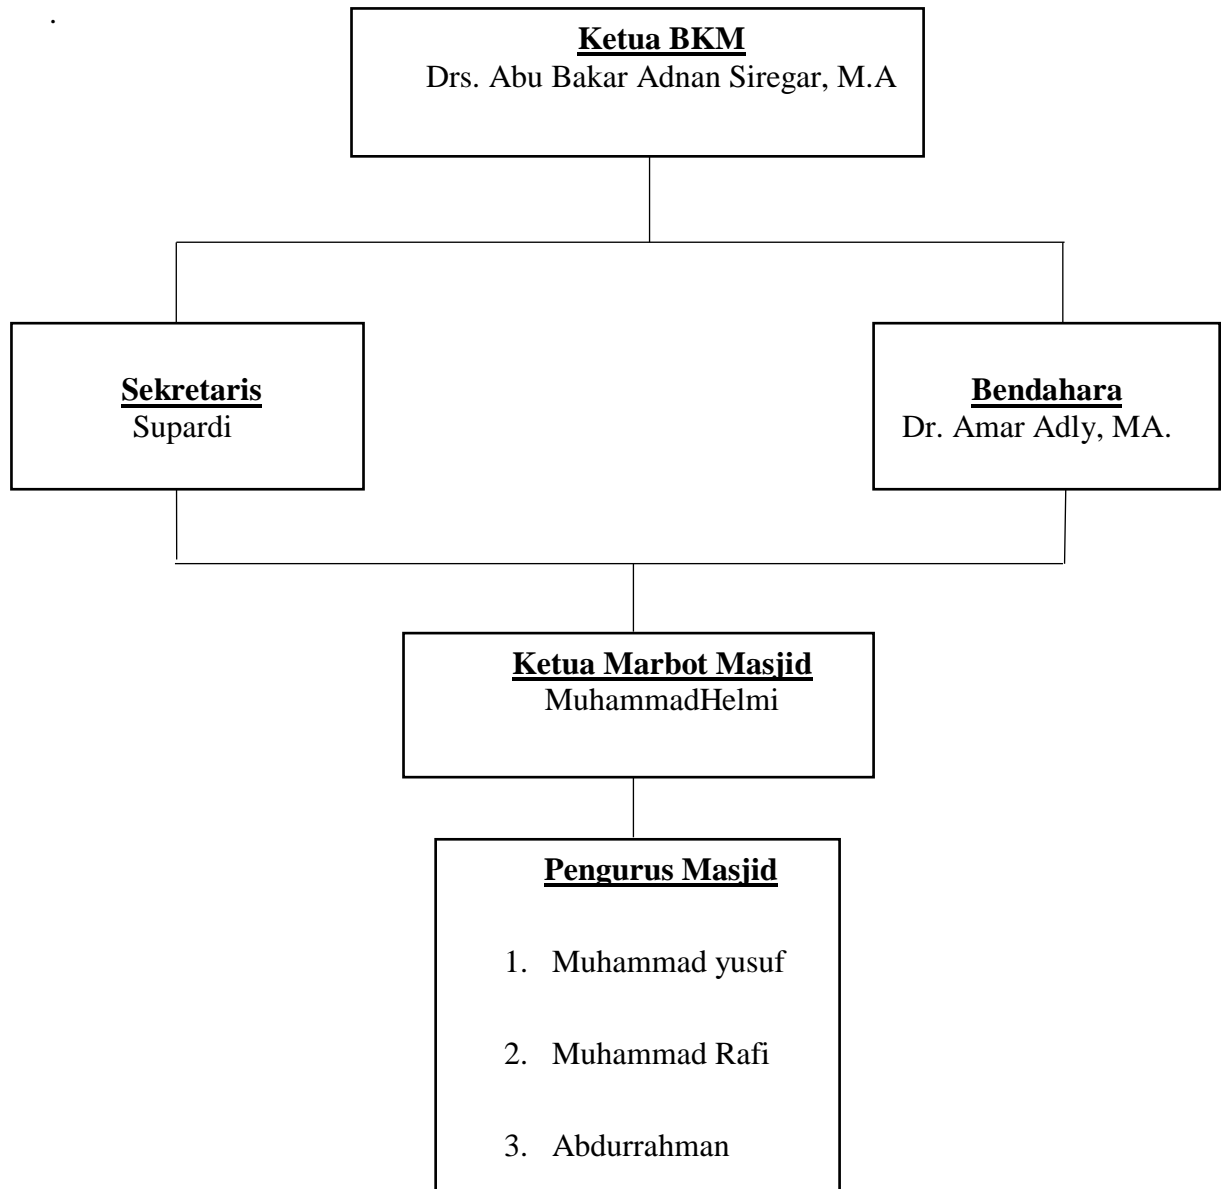 .
Ketua BKM
Drs. Abu Bakar Adnan Siregar, M.A
Sekretaris
Supardi
Bendahara
Dr. Amar Adly, MA.
Ketua Marbot Masjid
MuhammadHelmi
Pengurus Masjid
1. Muhammad yusuf
2. Muhammad Rafi
3. Abdurrahman